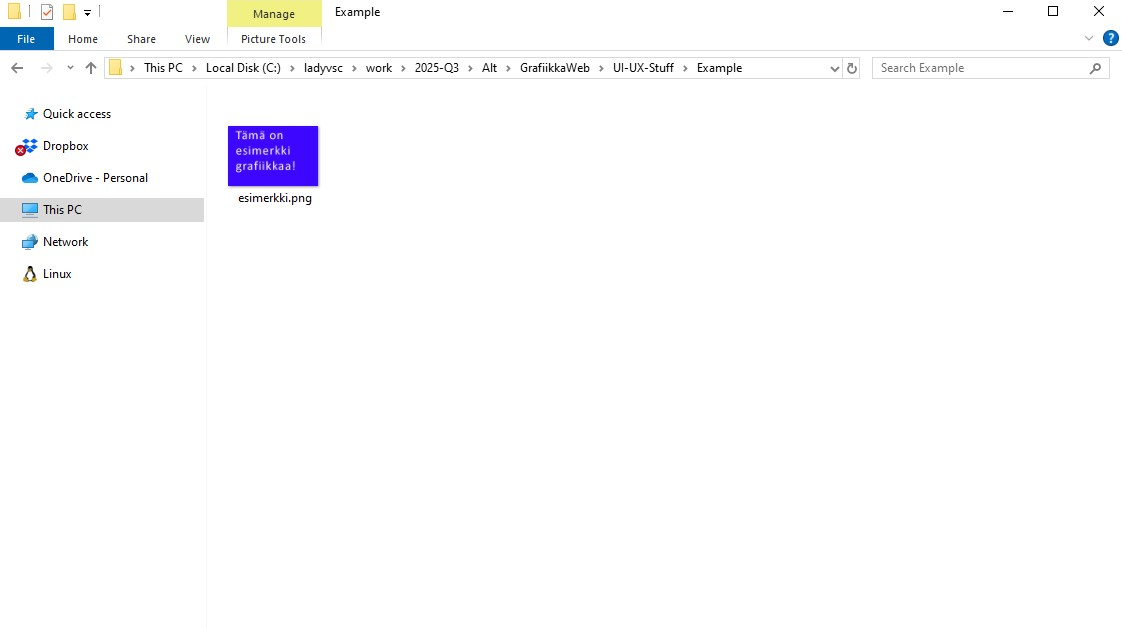 Manage
Example
File
Home
Share
View
Picture Tools
This PC
Local Disk (C:)
ladyvsc
work
2025-Q3
Alt
GrafiikkaWeb
UI-UX-Stuff
Example
Search Example
Quick access
Dropbox
OneDrive - Personal
This PC
Network
Linux
Tämä on
esimerkki
grafiikkaa!
esimerkki.png